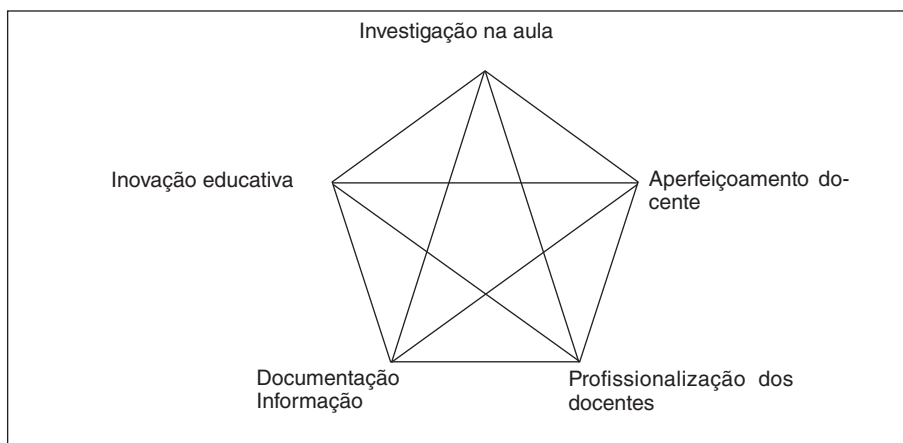 Investigação na aula
Inovação educativa
Aperfeiçoamento do-
cente
Documentação
Informação
Profissionalização dos
docentes